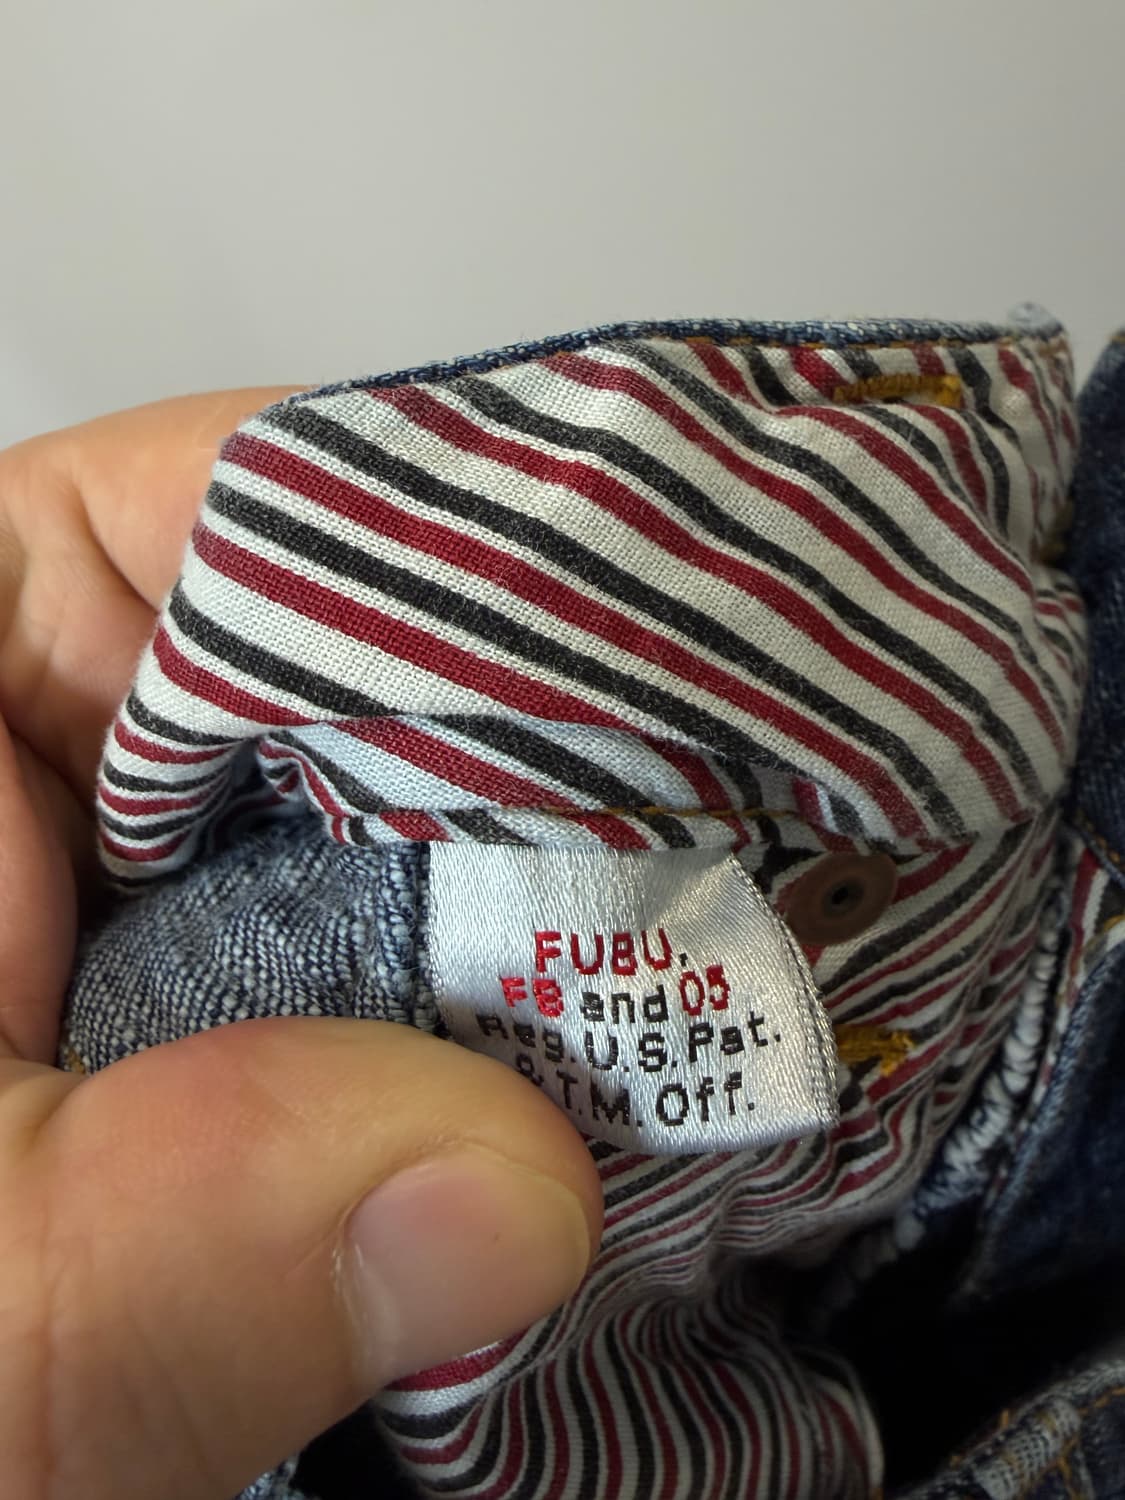 FUBU,
FB and 05
Reg. U.S. Pat.
& T.M. Off.